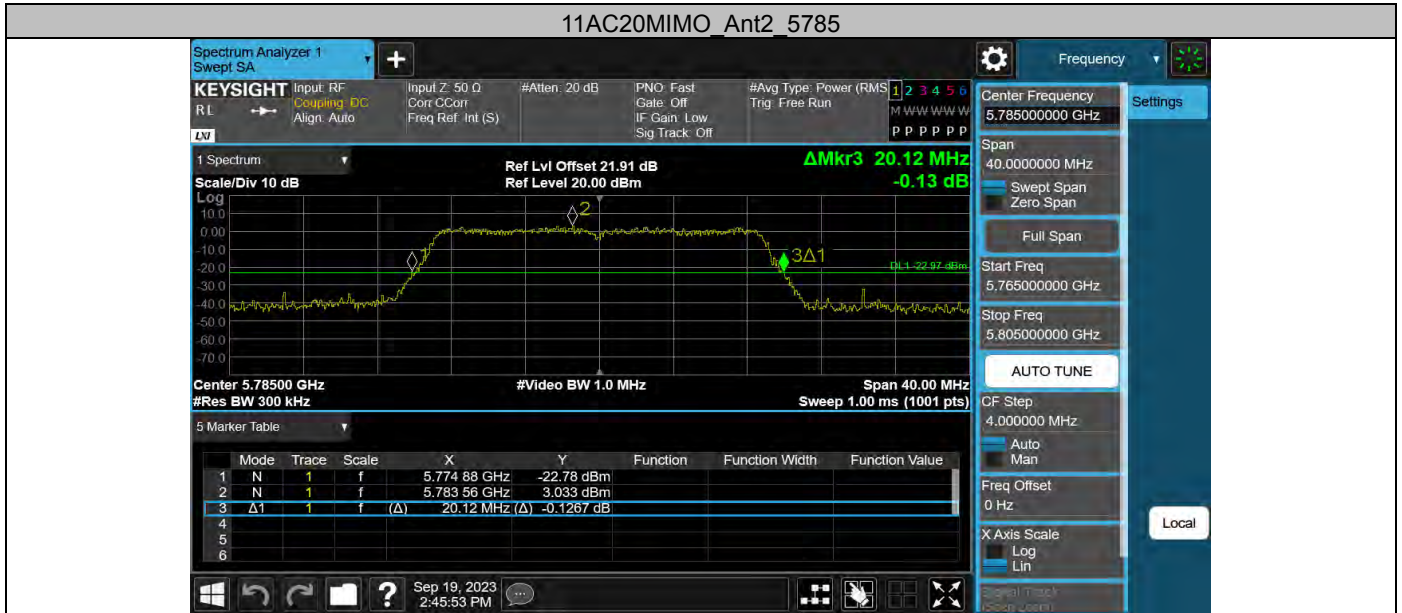 11AC20MIMO_Ant2_5785
Spectrum Analyzer 1
Swept SA
+
Frequency
KEYSIGHT
RL
LXI
Input: RF
Coupling: DC
Align: Auto
Input Z: 50 Ω
Corr CCorr
Freq Ref: Int (S)
#Atten: 20 dB
PNO: Fast
Gate: Off
IF Gain: Low
Sig Track: Off
#Avg Type: Power (RMS
Trig: Free Run
1 2 3 4 5 6
M W W W W W
P P P P P P
Center Frequency
5.785000000 GHz
Settings
1 Spectrum
Scale/Div 10 dB
Ref Lvl Offset 21.91 dB
Ref Level 20.00 dBm
ΔMkr3 20.12 MHz
-0.13 dB
Log
10.0
0.00
-10.0
-20.0
-30.0
-40.0
-50.0
-60.0
-70.0
1
2
3Δ1
DL1 -22.97 dBm
Center 5.78500 GHz
#Res BW 300 kHz
#Video BW 1.0 MHz
Span 40.00 MHz
Sweep 1.00 ms (1001 pts)
Span
40.0000000 MHz
Swept Span
Zero Span
Full Span
Start Freq
5.765000000 GHz
Stop Freq
5.805000000 GHz
AUTO TUNE
CF Step
4.000000 MHz
Auto
Man
Freq Offset
0 Hz
X Axis Scale
Log
Lin
Signal Track
(Span Zoom)
Local
5 Marker Table
Mode Trace Scale X Y Function Function Width Function Value
1 N 1 f 5.774 88 GHz -22.78 dBm
2 N 1 f 5.783 56 GHz 3.033 dBm
3 Δ1 1 f (Δ) 20.12 MHz (Δ) -0.1267 dB
4
5
6
?
Sep 19, 2023
2:45:53 PM